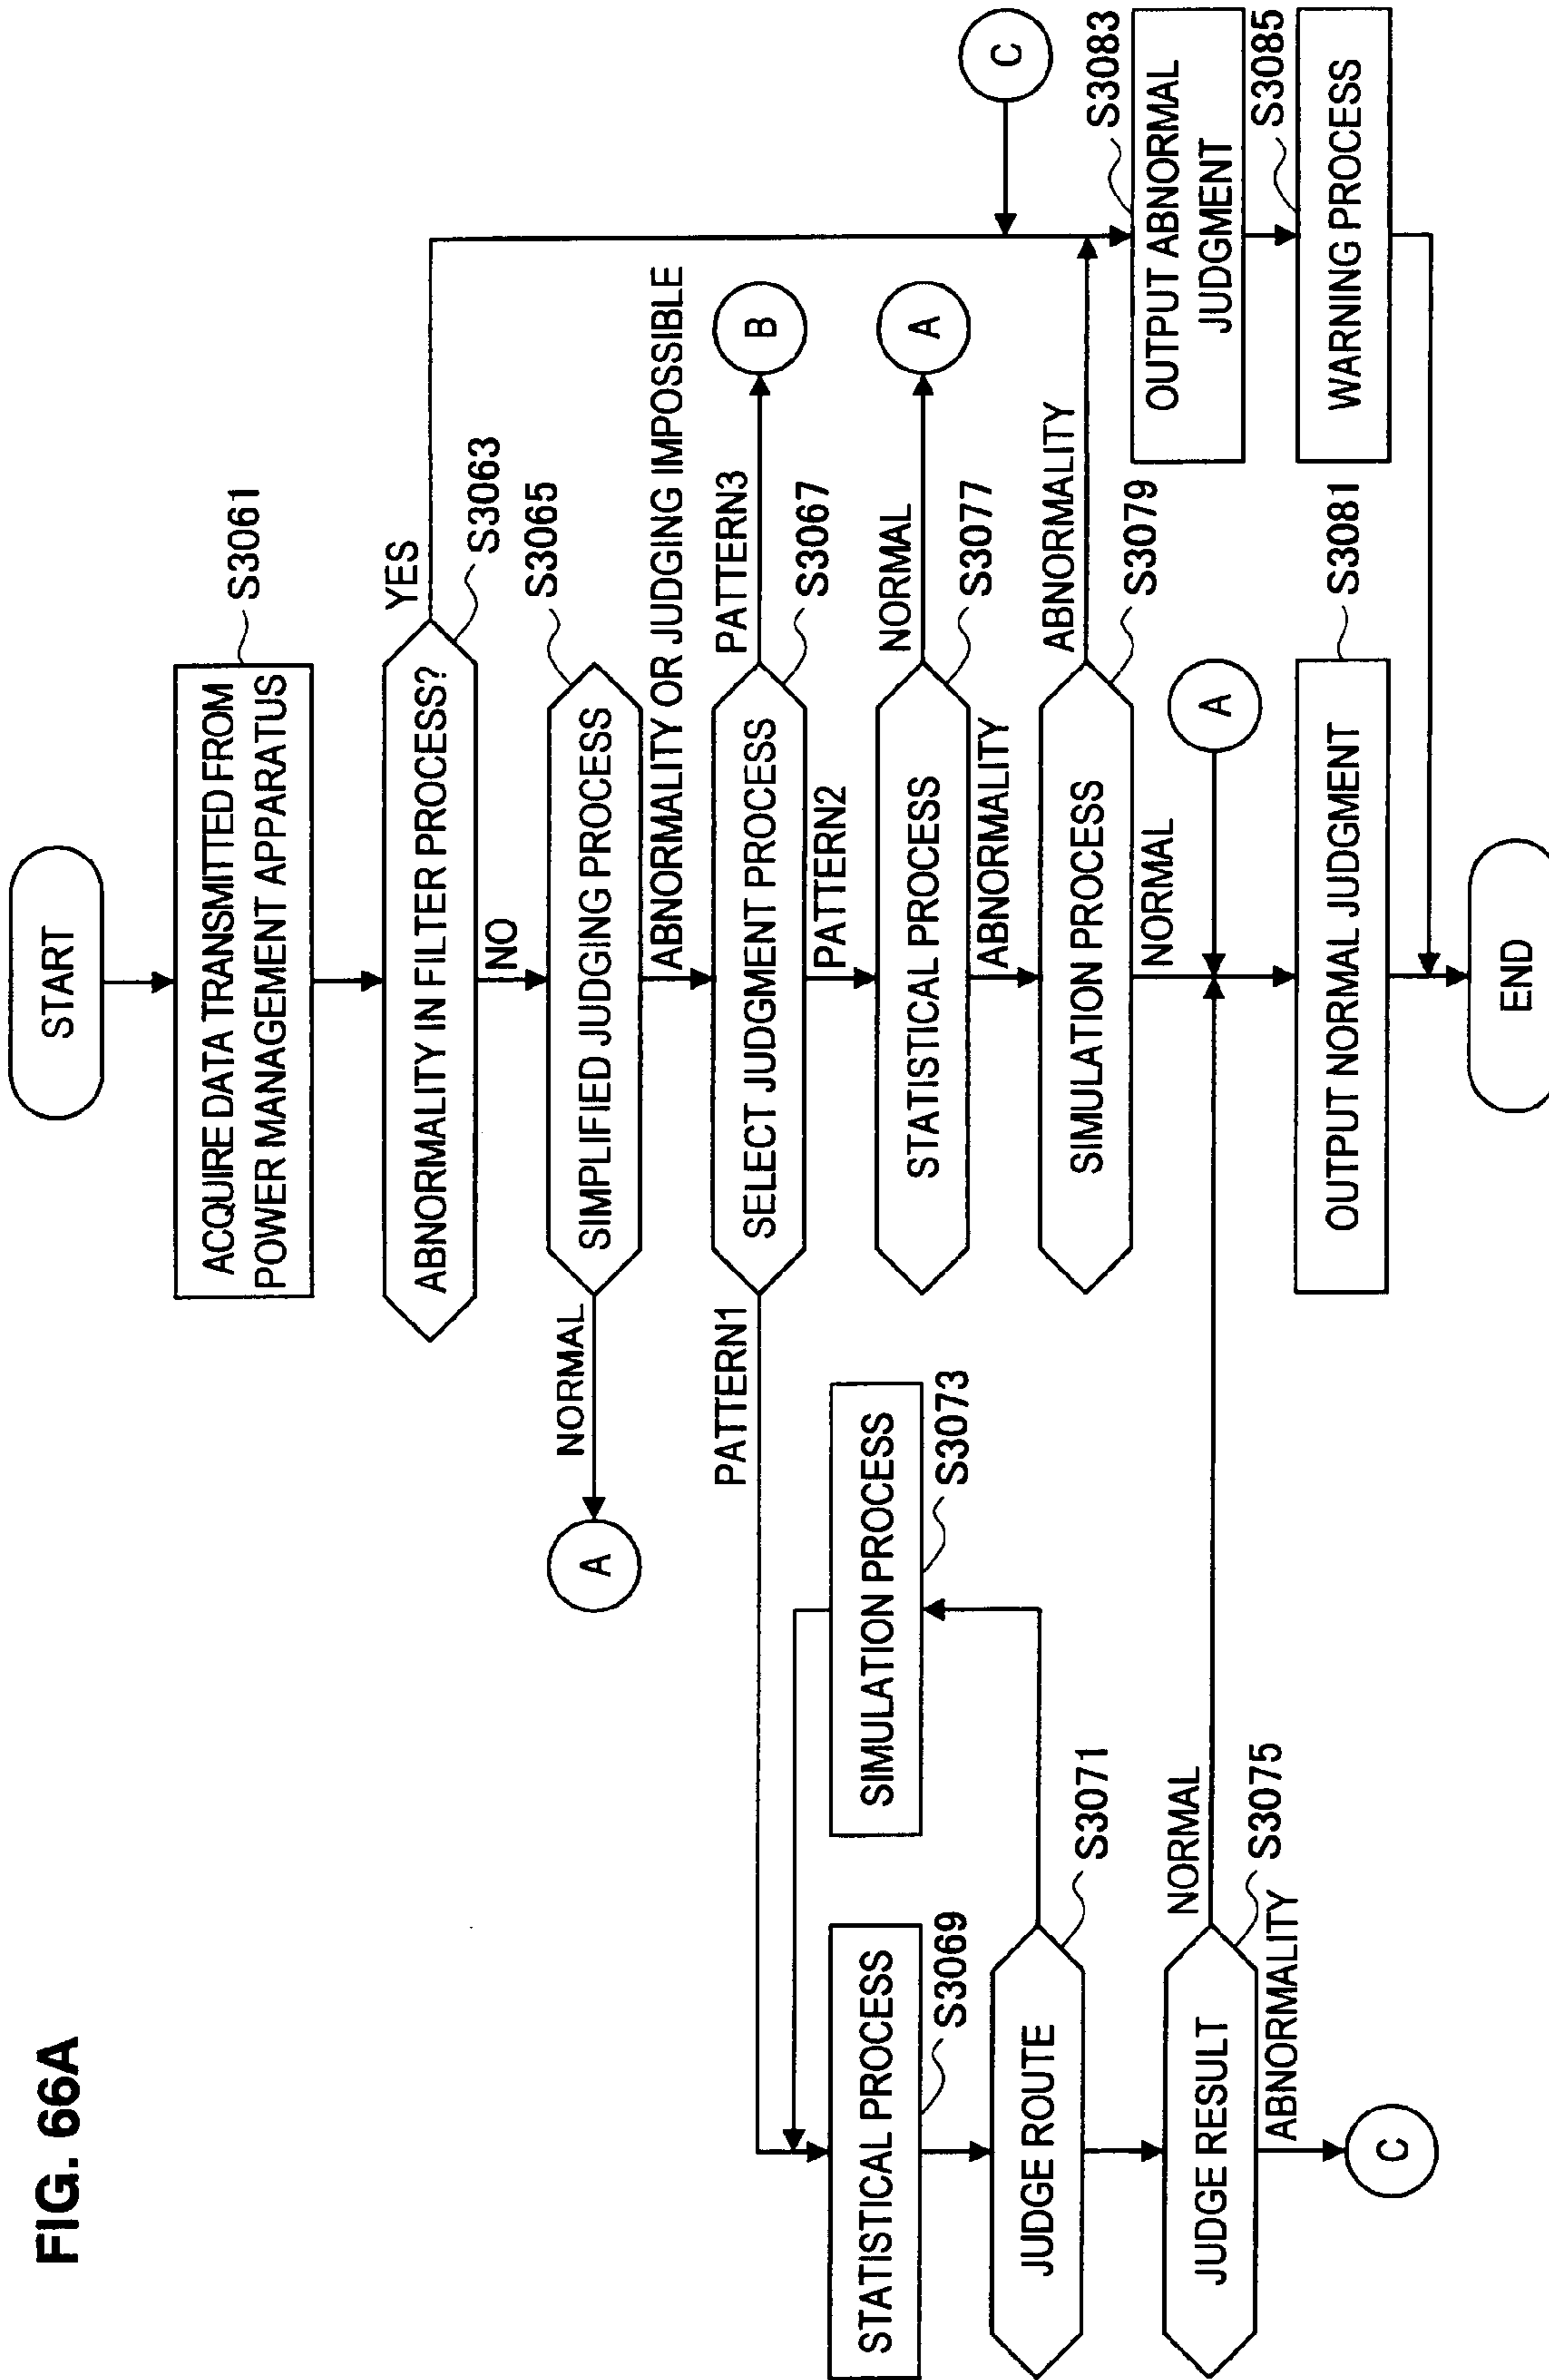 FIG. 66A
START
ACQUIRE DATA TRANSMITTED FROM
POWER MANAGEMENT APPARATUS
S3061
ABNORMALITY IN FILTER PROCESS?
S3063
YES
NO
SIMPLIFIED JUDGING PROCESS
S3065
NORMAL
A
ABNORMALITY OR JUDGING IMPOSSIBLE
SELECT JUDGMENT PROCESS
S3067
PATTERN1
PATTERN2
PATTERN3
B
STATISTICAL PROCESS
S3069
SIMULATION PROCESS
S3073
JUDGE ROUTE
S3071
JUDGE RESULT
S3075
NORMAL
ABNORMALITY
C
STATISTICAL PROCESS
S3077
NORMAL
A
ABNORMALITY
SIMULATION PROCESS
S3079
ABNORMALITY
NORMAL
A
OUTPUT NORMAL JUDGMENT
S3081
C
OUTPUT ABNORMAL
JUDGMENT
S3083
WARNING PROCESS
S3085
END